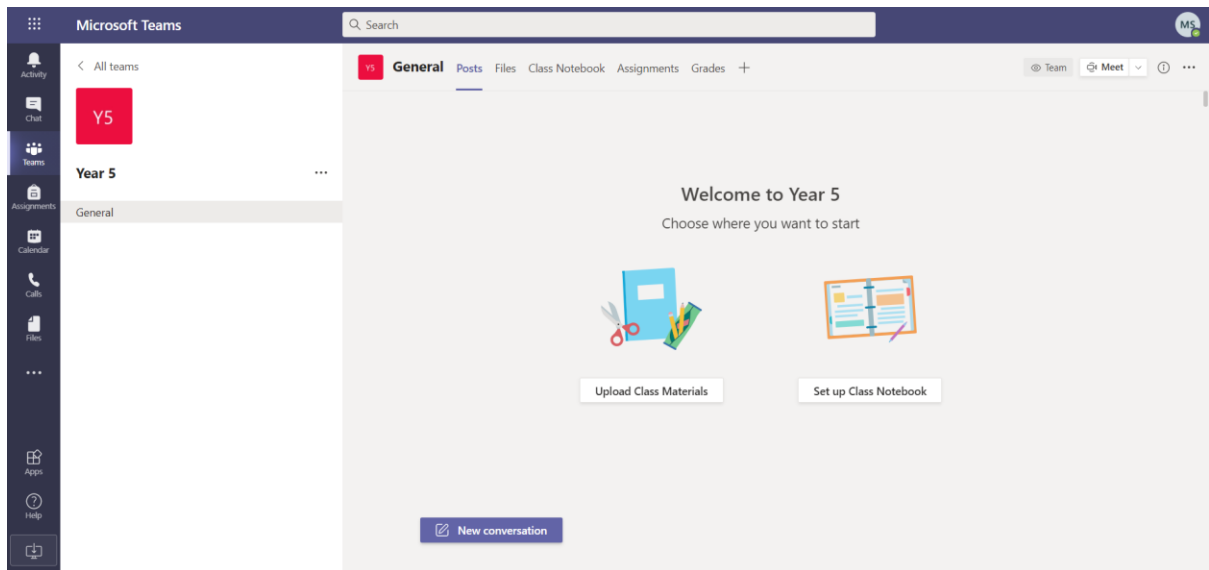 Microsoft Teams
Search
MS
Activity
Chat
Teams
Assignments
Calendar
Calls
Files
Apps
Help
All teams
Y5
Year 5
General
Y5 General Posts Files Class Notebook Assignments Grades
Team Meet
Welcome to Year 5
Choose where you want to start
Upload Class Materials Set up Class Notebook
New conversation